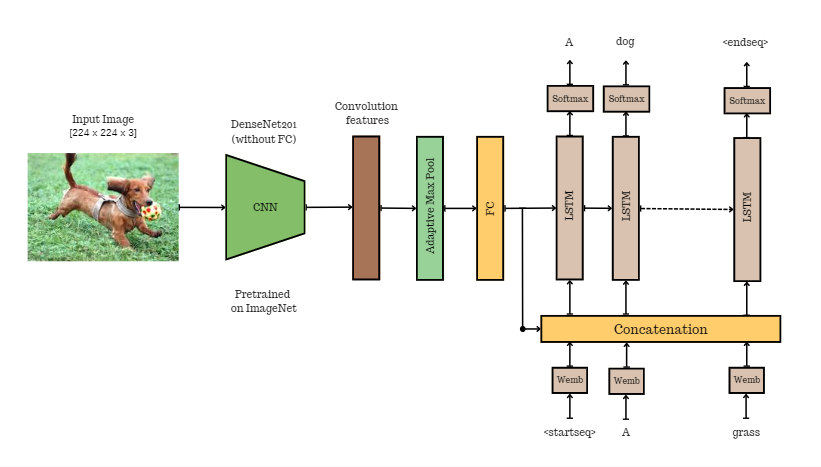 Input Image
[224 x 224 x 3]
DenseNet201
(without FC)
CNN
Pretrained
on ImageNet
Convolution
features
Adaptive Max Pool
FC
A
dog
<endseq>
Softmax
Softmax
Softmax
LSTM
LSTM
LSTM
Concatenation
Wemb
Wemb
Wemb
<startseq>
A
grass